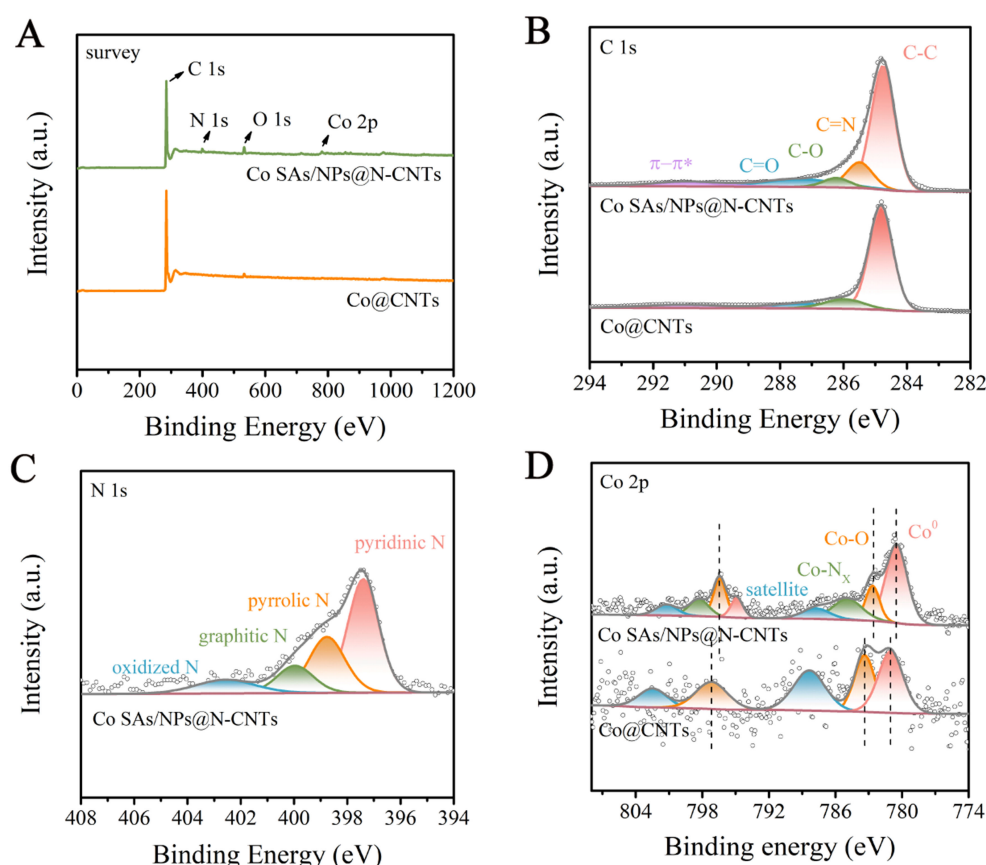 A
survey
C 1s
N 1s
O 1s
Co 2p
Co SAs/NPs@N-CNTs
Co@CNTs
Intensity (a.u.)
0 200 400 600 800 1000 1200
Binding Energy (eV)
B
C 1s
C-C
C=N
C-O
C=O
π−π*
Co SAs/NPs@N-CNTs
Co@CNTs
Intensity (a.u.)
294 292 290 288 286 284 282
Binding Energy (eV)
C
N 1s
pyridinic N
pyrrolic N
graphitic N
oxidized N
Co SAs/NPs@N-CNTs
Intensity (a.u.)
408 406 404 402 400 398 396 394
Binding Energy (eV)
D
Co 2p
Co⁰
Co-O
Co-Nₓ
satellite
Co SAs/NPs@N-CNTs
Co@CNTs
Intensity (a.u.)
804 798 792 786 780 774
Binding energy (eV)